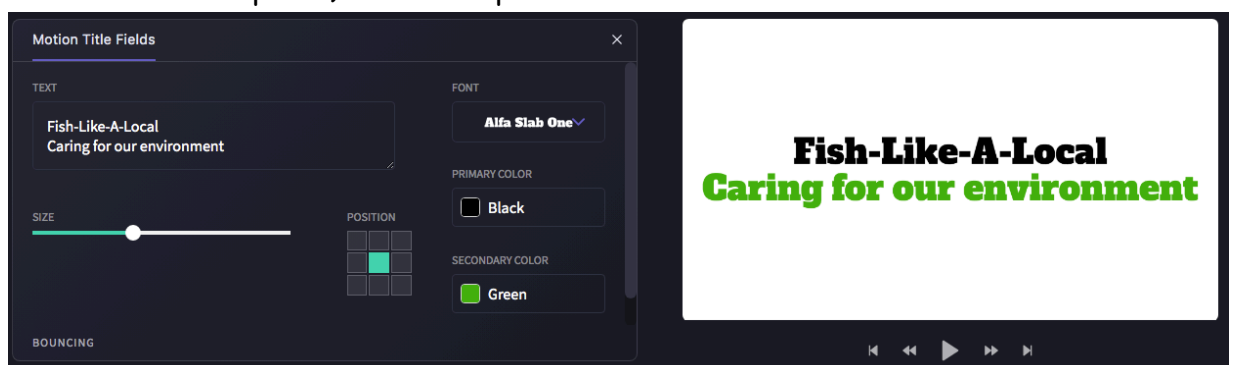 Motion Title Fields
TEXT
Fish-Like-A-Local
Caring for our environment
SIZE
POSITION
FONT
Alfa Slab One
PRIMARY COLOR
Black
SECONDARY COLOR
Green
BOUNCING
Fish-Like-A-Local
Caring for our environment